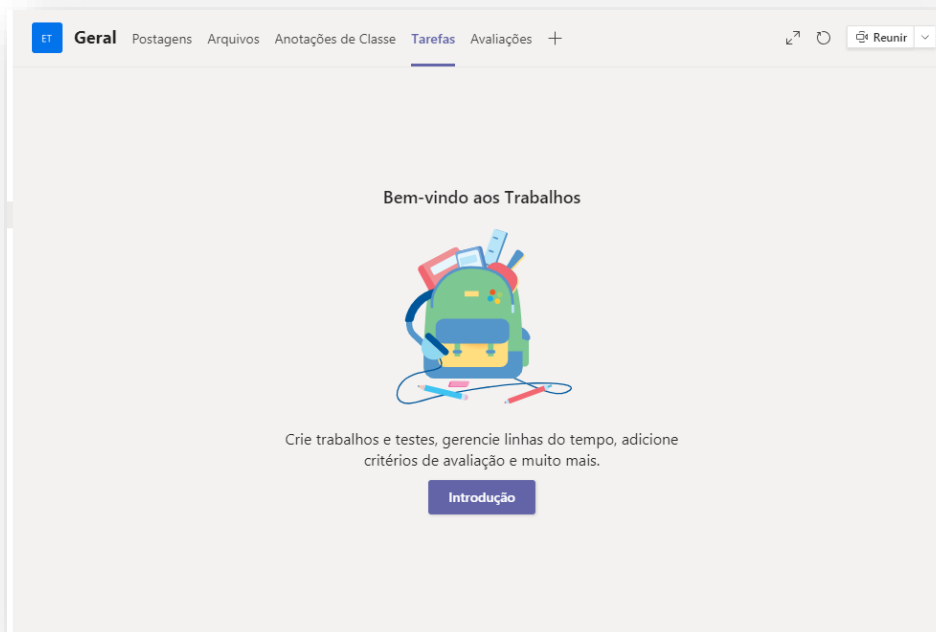 ET Geral Postagens Arquivos Anotações de Classe Tarefas Avaliações Reunir
Bem-vindo aos Trabalhos
Crie trabalhos e testes, gerencie linhas do tempo, adicione
critérios de avaliação e muito mais.
Introdução